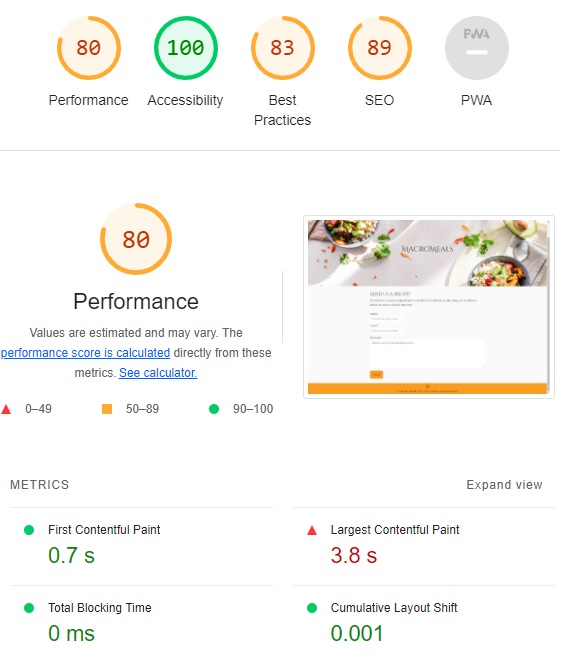 80
100
83
89
PWA
Performance
Accessibility
Best
Practices
SEO
PWA
80
Performance
Values are estimated and may vary. The
performance score is calculated directly from these
metrics. See calculator.
0–49
50–89
90–100
MACROMEALS
SEND US A RECIPE!
METRICS
Expand view
First Contentful Paint
0.7 s
Largest Contentful Paint
3.8 s
Total Blocking Time
0 ms
Cumulative Layout Shift
0.001